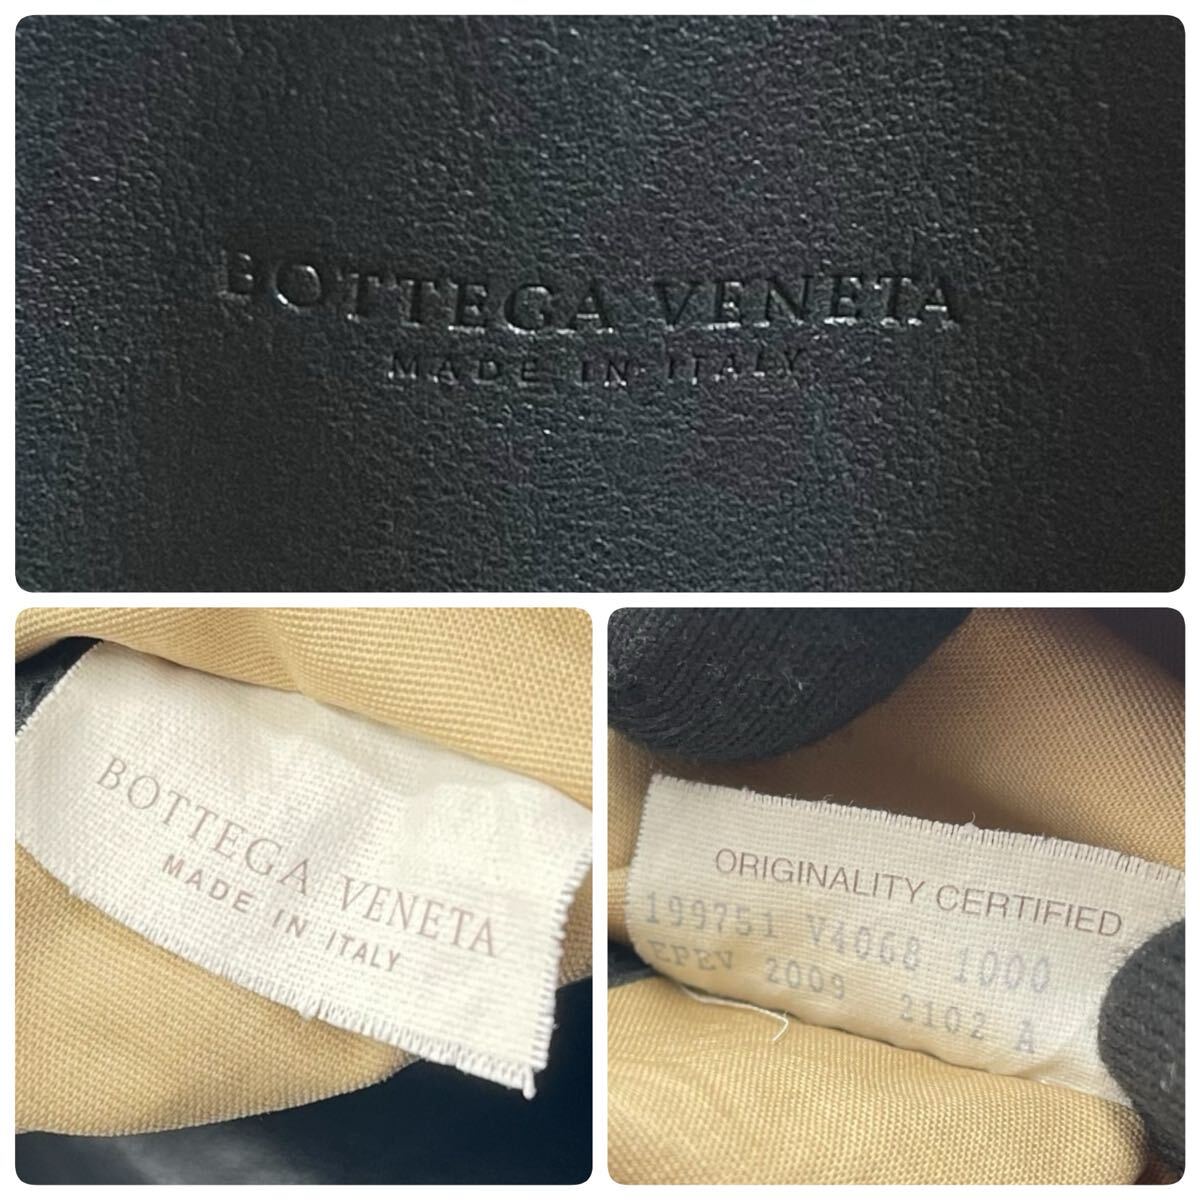 BOTTEGA VENETA
MADE IN ITALY
BOTTEGA VENETA
MADE IN ITALY
ORIGINALITY CERTIFIED
199751 V4068 1000
EPEV 2009 2102 A